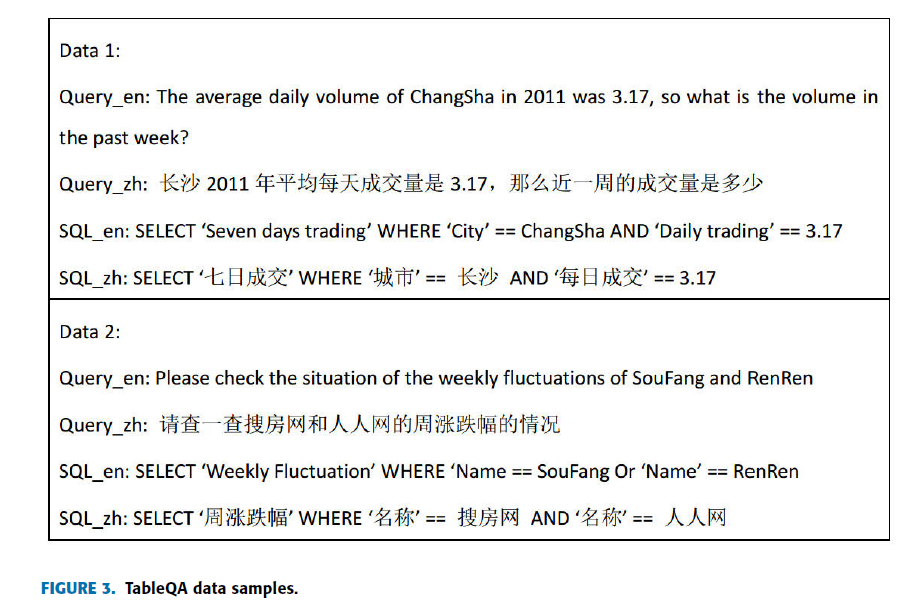 Data 1:
Query_en: The average daily volume of ChangSha in 2011 was 3.17, so what is the volume in
the past week?
Query_zh: 长沙 2011 年平均每天成交量是 3.17，那么近一周的成交量是多少
SQL_en: SELECT ‘Seven days trading’ WHERE ‘City’ == ChangSha AND ‘Daily trading’ == 3.17
SQL_zh: SELECT ‘七日成交’ WHERE ‘城市’ == 长沙 AND ‘每日成交’ == 3.17
Data 2:
Query_en: Please check the situation of the weekly fluctuations of SouFang and RenRen
Query_zh: 请查一查搜房网和人人网的周涨跌幅的情况
SQL_en: SELECT ‘Weekly Fluctuation’ WHERE ‘Name == SouFang Or ‘Name’ == RenRen
SQL_zh: SELECT ‘周涨跌幅’ WHERE ‘名称’ == 搜房网 AND ‘名称’ == 人人网
FIGURE 3. TableQA data samples.